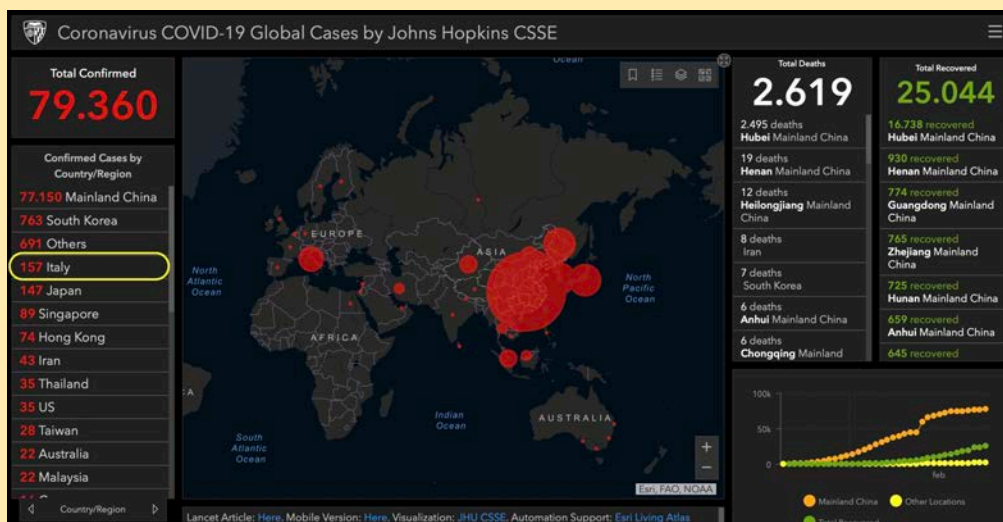 Coronavirus COVID-19 Global Cases by Johns Hopkins CSSE
Total Confirmed
79.360
Confirmed Cases by
Country/Region
77.150 Mainland China
763 South Korea
691 Others
157 Italy
147 Japan
89 Singapore
74 Hong Kong
43 Iran
35 Thailand
35 US
28 Taiwan
22 Australia
22 Malaysia
Country/Region
Ocean
EUROPE
ASIA
North
Atlantic
Ocean
North
Pacific
Ocean
AFRICA
Indian
Ocean
AUSTRALIA
South
Atlantic
Ocean
CA
+
−
Esri, FAO, NOAA
Lancet Article: Here. Mobile Version: Here. Visualization: JHU CSSE. Automation Support: Esri Living Atlas
Total Deaths
2.619
2.495 deaths
Hubei Mainland China
19 deaths
Henan Mainland China
12 deaths
Heilongjiang Mainland
China
8 deaths
Iran
7 deaths
South Korea
6 deaths
Anhui Mainland China
6 deaths
Chongqing Mainland
Total Recovered
25.044
16.738 recovered
Hubei Mainland China
930 recovered
Henan Mainland China
774 recovered
Guangdong Mainland
China
765 recovered
Zhejiang Mainland
China
725 recovered
Hunan Mainland China
659 recovered
Anhui Mainland China
645 recovered
100k
50k
0
feb
Mainland China
Other Locations
Total Recovered